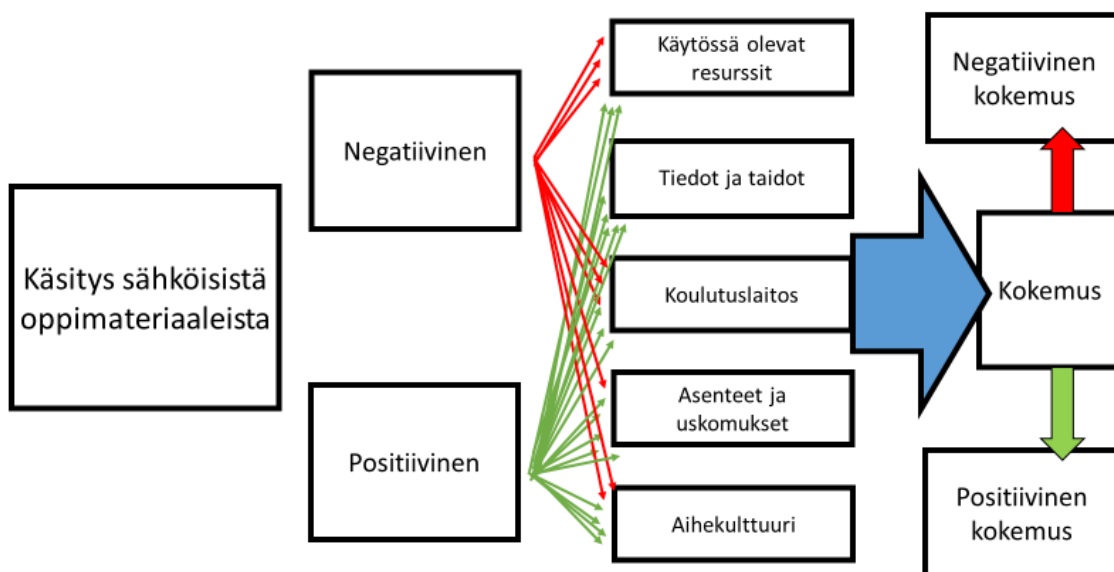 Käsitys sähköisistä
oppimateriaaleista
Negatiivinen
Positiivinen
Käytössä olevat
resurssit
Tiedot ja taidot
Koulutuslaitos
Asenteet ja
uskomukset
Aihekulttuuri
Negatiivinen
kokemus
Kokemus
Positiivinen
kokemus